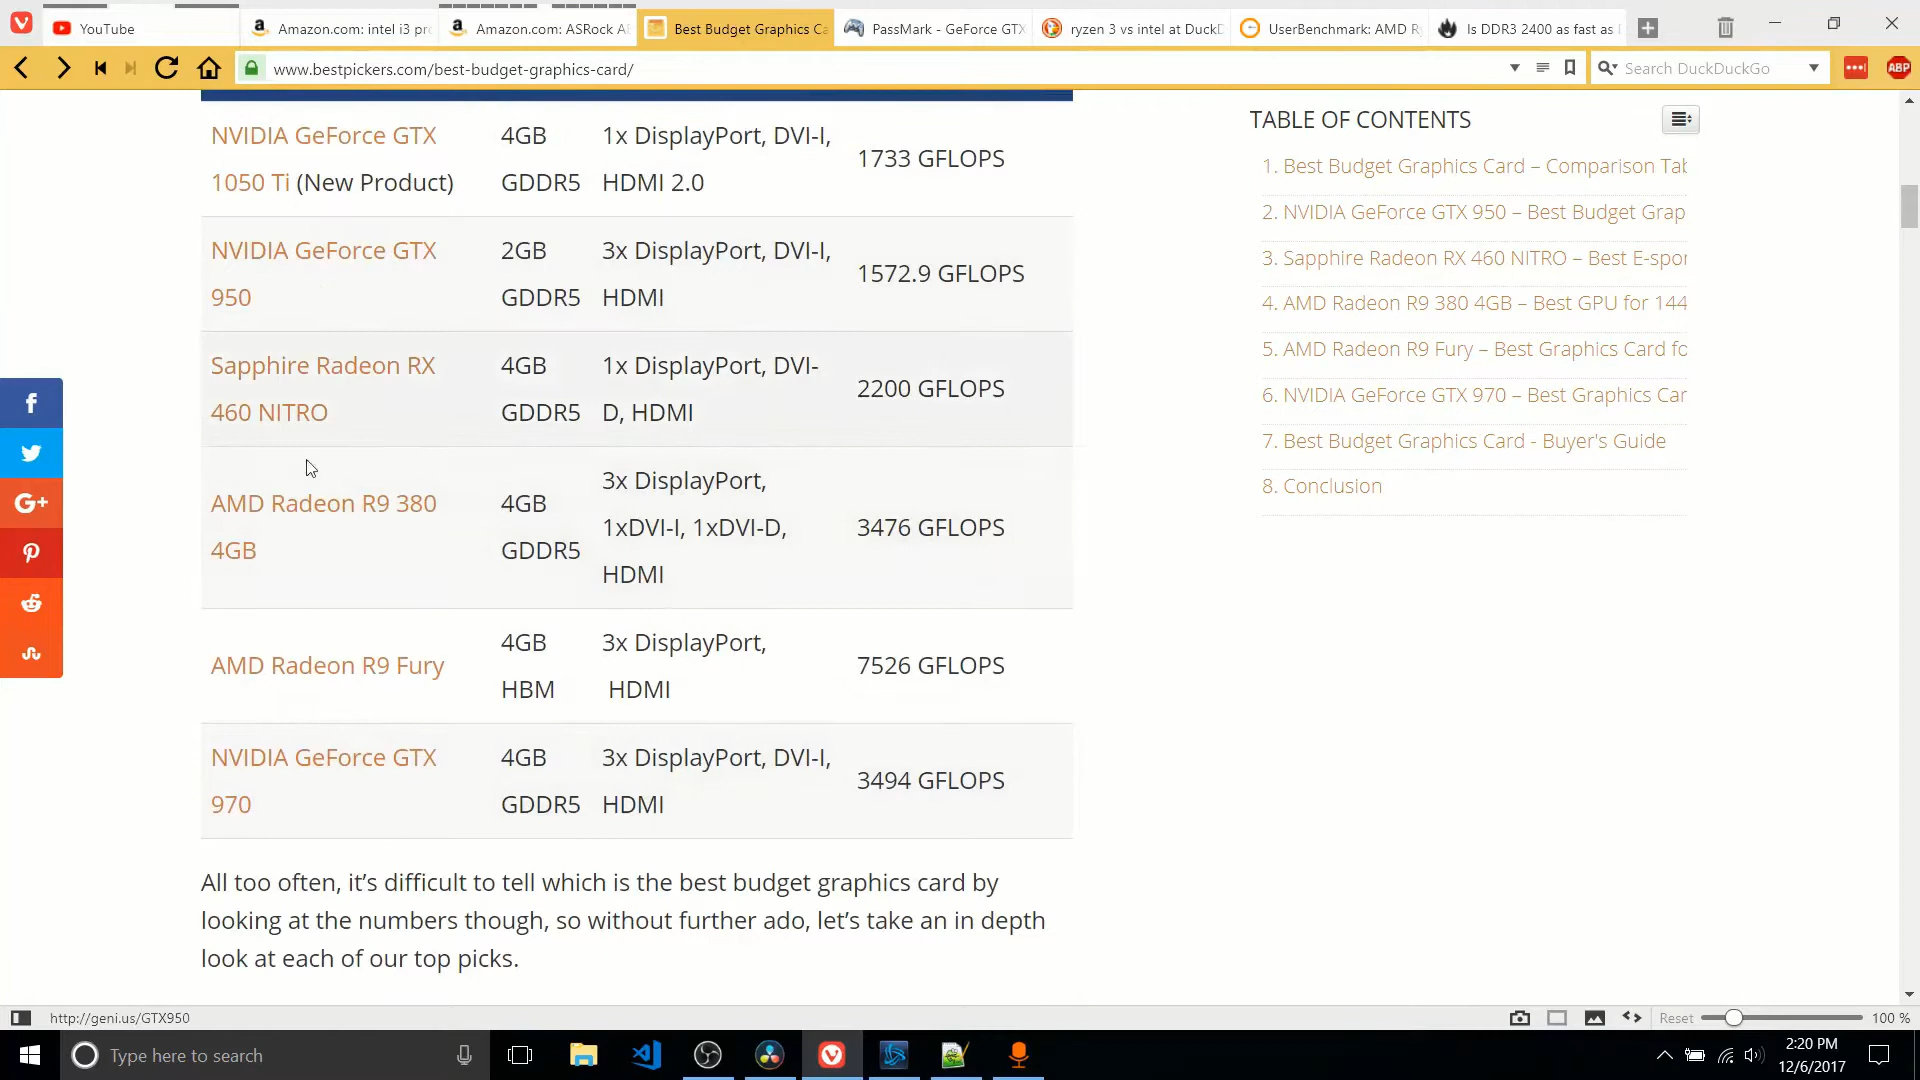 YouTube
Amazon.com: intel i3 pro
Amazon.com: ASRock A
Best Budget Graphics Ca
PassMark - GeForce GTX
ryzen 3 vs intel at DuckD
UserBenchmark: AMD Ry
Is DDR3 2400 as fast as
www.bestpickers.com/best-budget-graphics-card/
Search DuckDuckGo
ABP
NVIDIA GeForce GTX
1050 Ti (New Product)
4GB
GDDR5
1x DisplayPort, DVI-I,
HDMI 2.0
1733 GFLOPS
NVIDIA GeForce GTX
950
2GB
GDDR5
3x DisplayPort, DVI-I,
HDMI
1572.9 GFLOPS
Sapphire Radeon RX
460 NITRO
4GB
GDDR5
1x DisplayPort, DVI-
D, HDMI
2200 GFLOPS
AMD Radeon R9 380
4GB
4GB
GDDR5
3x DisplayPort,
1xDVI-I, 1xDVI-D,
HDMI
3476 GFLOPS
AMD Radeon R9 Fury
4GB
HBM
3x DisplayPort,
HDMI
7526 GFLOPS
NVIDIA GeForce GTX
970
4GB
GDDR5
3x DisplayPort, DVI-I,
HDMI
3494 GFLOPS
All too often, it's difficult to tell which is the best budget graphics card by
looking at the numbers though, so without further ado, let's take an in depth
look at each of our top picks.
TABLE OF CONTENTS
1. Best Budget Graphics Card – Comparison Tab
2. NVIDIA GeForce GTX 950 – Best Budget Grap
3. Sapphire Radeon RX 460 NITRO – Best E-spor
4. AMD Radeon R9 380 4GB – Best GPU for 144
5. AMD Radeon R9 Fury – Best Graphics Card fo
6. NVIDIA GeForce GTX 970 – Best Graphics Car
7. Best Budget Graphics Card - Buyer's Guide
8. Conclusion
http://geni.us/GTX950
Reset
100 %
Type here to search
2:20 PM
12/6/2017